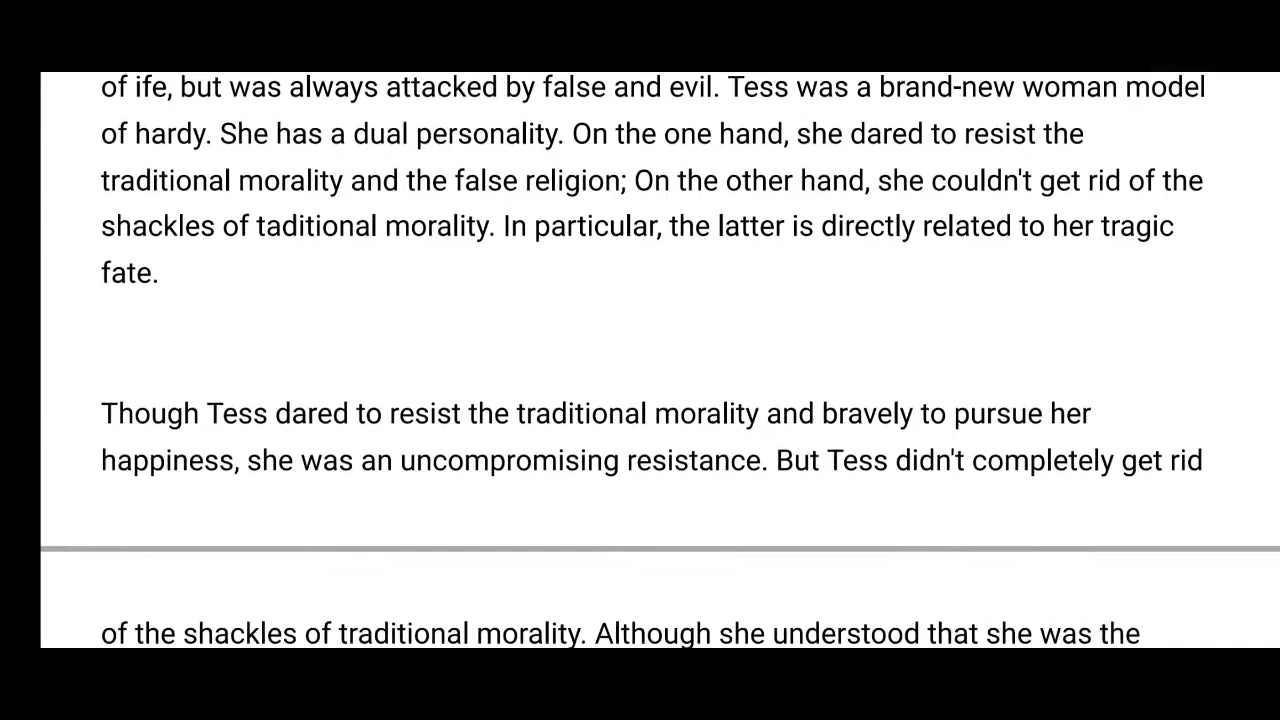 of ife, but was always attacked by false and evil. Tess was a brand-new woman model
of hardy. She has a dual personality. On the one hand, she dared to resist the
traditional morality and the false religion; On the other hand, she couldn't get rid of the
shackles of taditional morality. In particular, the latter is directly related to her tragic
fate.
Though Tess dared to resist the traditional morality and bravely to pursue her
happiness, she was an uncompromising resistance. But Tess didn't completely get rid
of the shackles of traditional morality. Although she understood that she was the